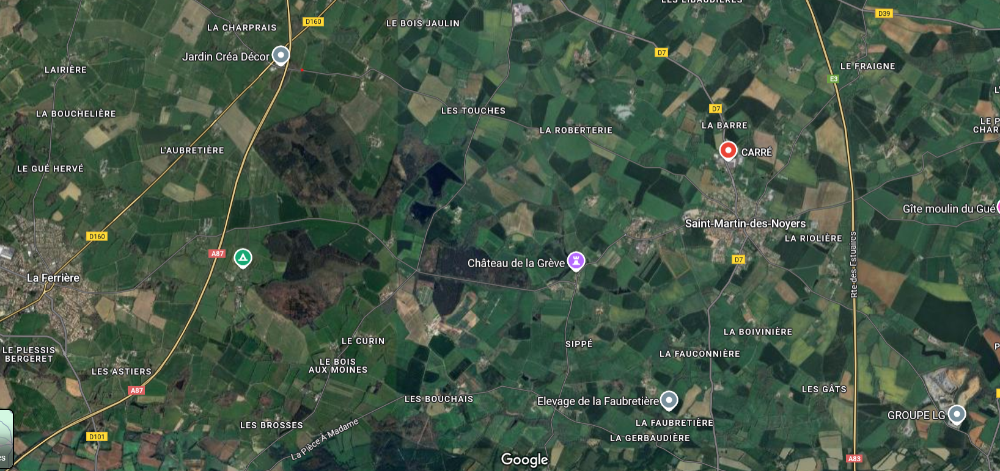 LES LIBAUDIÈRES
D39
D160
LA CHARPRAIS
LE BOIS JAULIN
D7
Jardin Créa Décor
LAIRIÈRE
LE FRAIGNE
E3
LA BOUCHELIÈRE
LES TOUCHES
D7
LA BARRE
LE P
CHAR
LA ROBERTERIE
L'AUBRETIÈRE
CARRÉ
LE GUÉ HERVÉ
Gîte moulin du Gué
Saint-Martin-des-Noyers
D160
LA RIOLIÈRE
A87
D7
Château de la Grève
Rte des Estuaires
La Ferrière
LA BOIVINIÈRE
LE CURIN
SIPPÉ
LE PLESSIS
BERGERET
LA FAUCONNIÈRE
LE BOIS
AUX MOINES
LES ASTIERS
A87
LES GÂTS
LES BOUCHAIS
Elevage de la Faubretière
GROUPE LG
LES BROSSES
LA FAUBRETIÈRE
La Pièce À Madame
D101
LA GERBAUDIÈRE
Google
A83